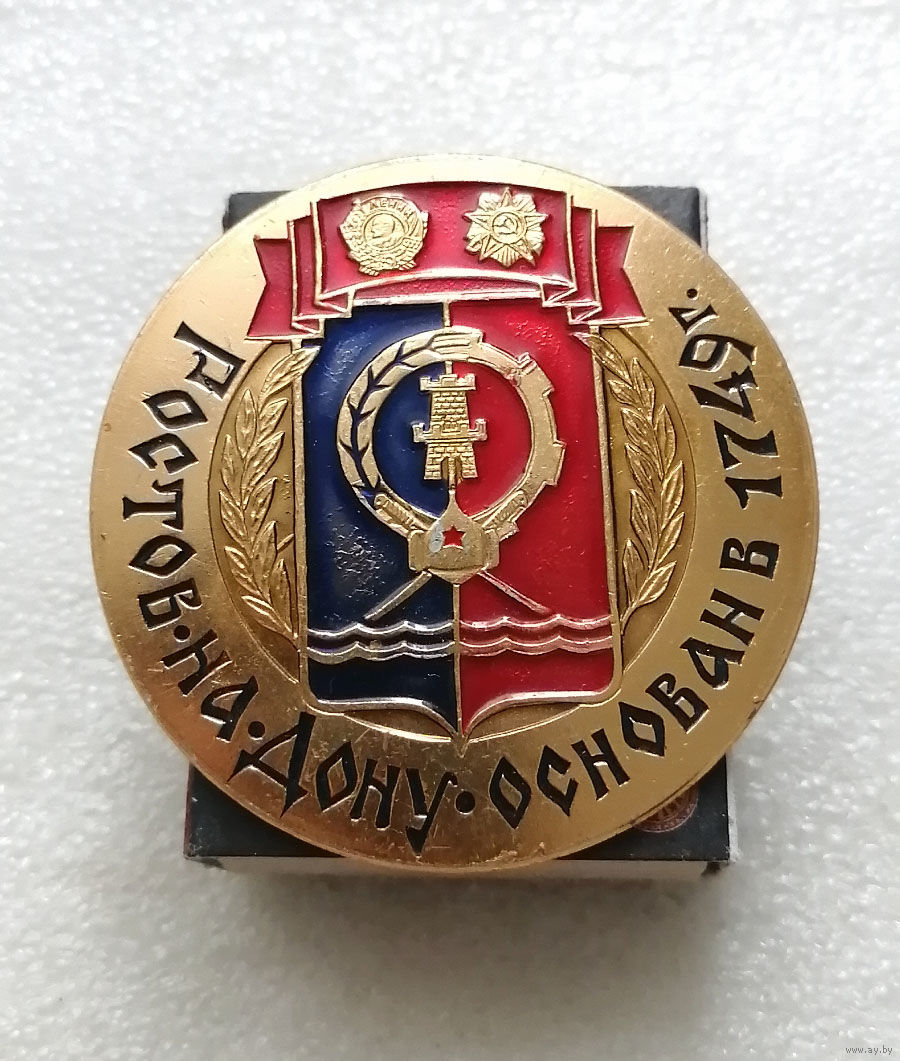 Ростов·на·Дону·основан в 1749г.
ЛЕНИН
www.ay.by